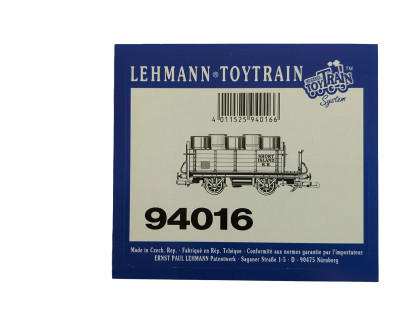 LEHMANN® TOYTRAIN
TOYTRAIN™
System
4 011525 940166
SHORT
ISLAND
R.R.
94016
Made in Czech. Rep. · Fabriqué en Rép. Tchèque · Conformité aux normes garantie par l'importateur
ERNST PAUL LEHMANN Patentwerk · Saganer Straße 1-5 · D - 90475 Nürnberg